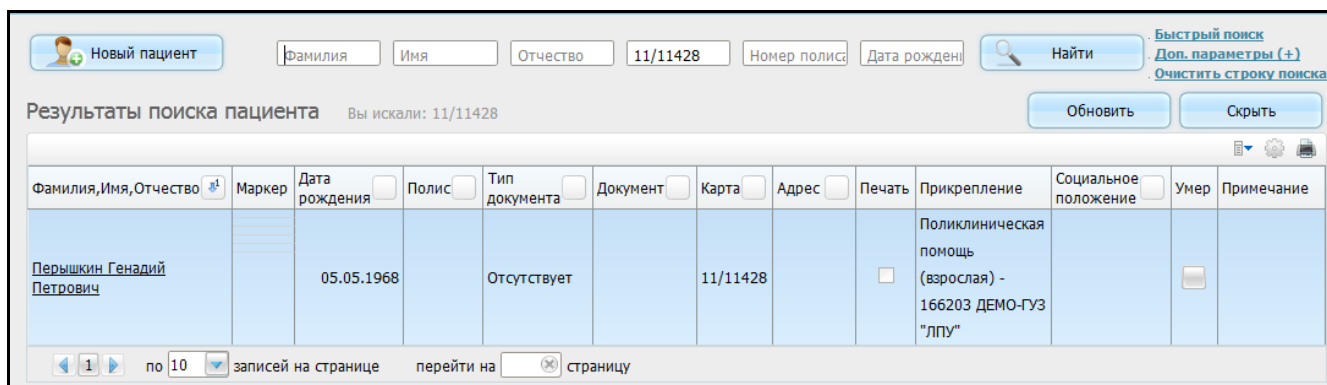 Новый пациент
Фамилия
Имя
Отчество
11/11428
Номер полиса
Дата рождени
Найти
Быстрый поиск
Доп. параметры (+)
Очистить строку поиска
Результаты поиска пациента
Вы искали: 11/11428
Обновить
Скрыть
Фамилия,Имя,Отчество
1
Маркер
Дата
рождения
Полис
Тип
документа
Документ
Карта
Адрес
Печать
Прикрепление
Социальное
положение
Умер
Примечание
Перышкин Генадий
Петрович
05.05.1968
Отсутствует
11/11428
Поликлиническая
помощь
(взрослая) -
166203 ДЕМО-ГУЗ
"ЛПУ"
1
по 10 записей на странице
перейти на
страницу